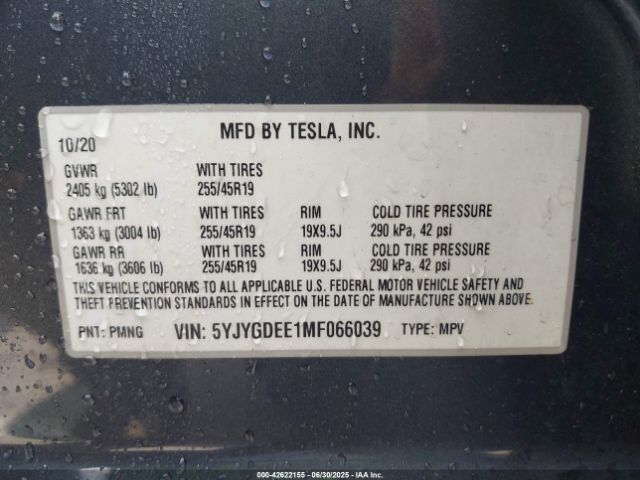 MFD BY TESLA, INC.
10/20
GVWR WITH TIRES
2405 kg (5302 lb) 255/45R19
GAWR FRT WITH TIRES RIM COLD TIRE PRESSURE
1363 kg (3004 lb) 255/45R19 19X9.5J 290 kPa, 42 psi
GAWR RR WITH TIRES RIM COLD TIRE PRESSURE
1636 kg (3606 lb) 255/45R19 19X9.5J 290 kPa, 42 psi
THIS VEHICLE CONFORMS TO ALL APPLICABLE U.S. FEDERAL MOTOR VEHICLE SAFETY AND
THEFT PREVENTION STANDARDS IN EFFECT ON THE DATE OF MANUFACTURE SHOWN ABOVE.
PNT: PMNG VIN: 5YJYGDEE1MF066039 TYPE: MPV
000-42622155 - 06/30/2025 - IAA Inc.